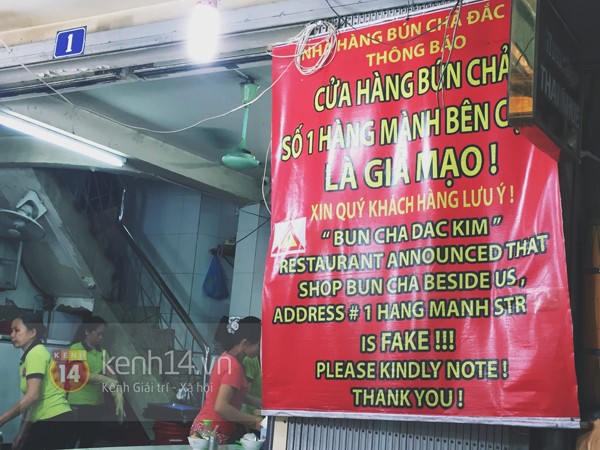 1
NHÀ HÀNG BÚN CHẢ ĐẮC
THÔNG BÁO
CỬA HÀNG BÚN CHẢ
SỐ 1 HÀNG MÀNH BÊN
LÀ GIẢ MẠO !
XIN QUÝ KHÁCH HÀNG LƯU Ý !
“ BUN CHA DAC KIM ”
RESTAURANT ANNOUNCED THAT
SHOP BUN CHA BESIDE US ,
ADDRESS # 1 HANG MANH STR
IS FAKE !!!
PLEASE KINDLY NOTE !
THANK YOU !
KENH
14
kenh14.vn
Kênh Giải trí - Xã hội